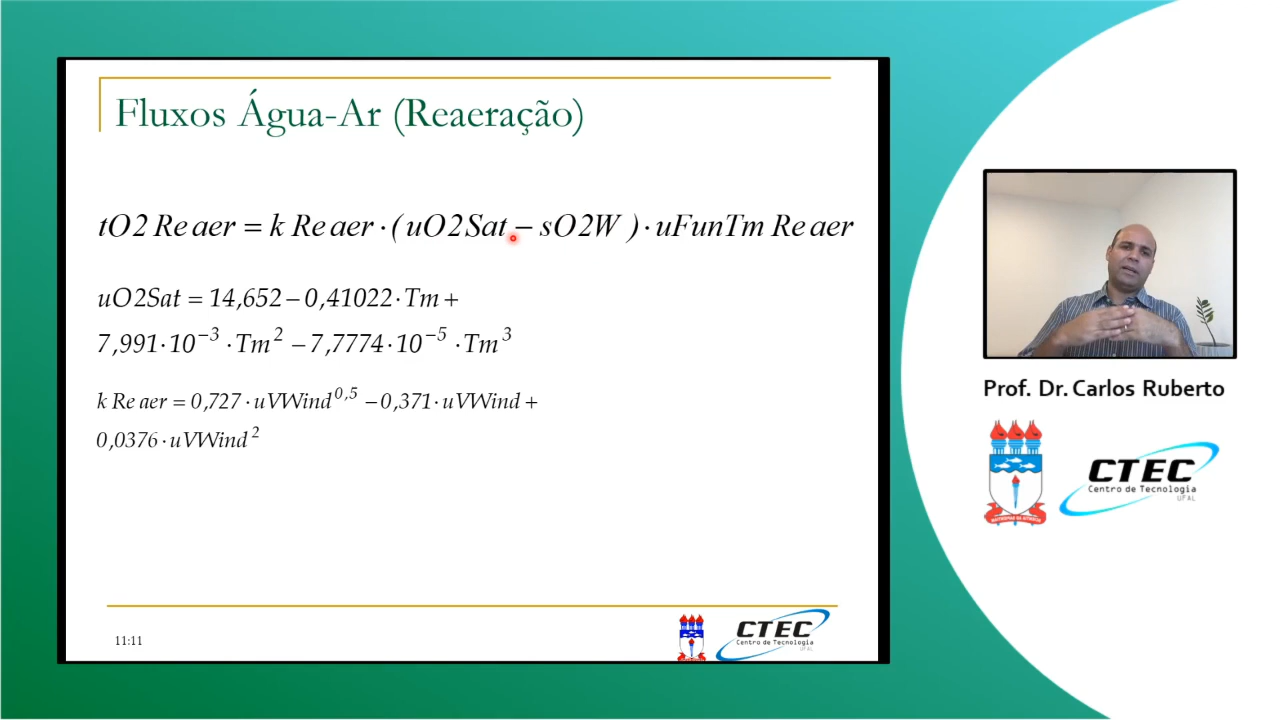 Fluxos Água-Ar (Reaeração)
tO2 Re aer = k Re aer · ( uO2Sat − sO2W ) · uFunTm Re aer
uO2Sat = 14,652 − 0,41022 · Tm +
7,991 · 10⁻³ · Tm² − 7,7774 · 10⁻⁵ · Tm³
k Re aer = 0,727 · uVWind⁰,⁵ − 0,371 · uVWind +
0,0376 · uVWind²
11:11
CTEC
Centro de Tecnologia
UFAL
Prof. Dr. Carlos Ruberto
CTEC
Centro de Tecnologia
UFAL